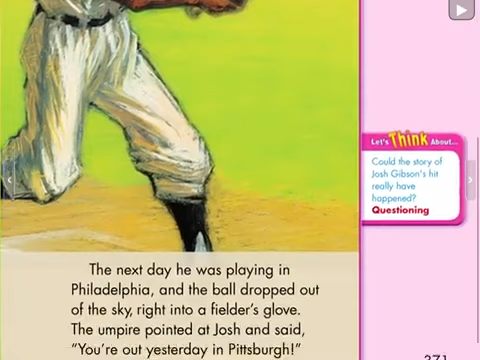 Let's Think About...
Could the story of
Josh Gibson's hit
really have
happened?
Questioning
The next day he was playing in
Philadelphia, and the ball dropped out
of the sky, right into a fielder's glove.
The umpire pointed at Josh and said,
"You're out yesterday in Pittsburgh!"
271